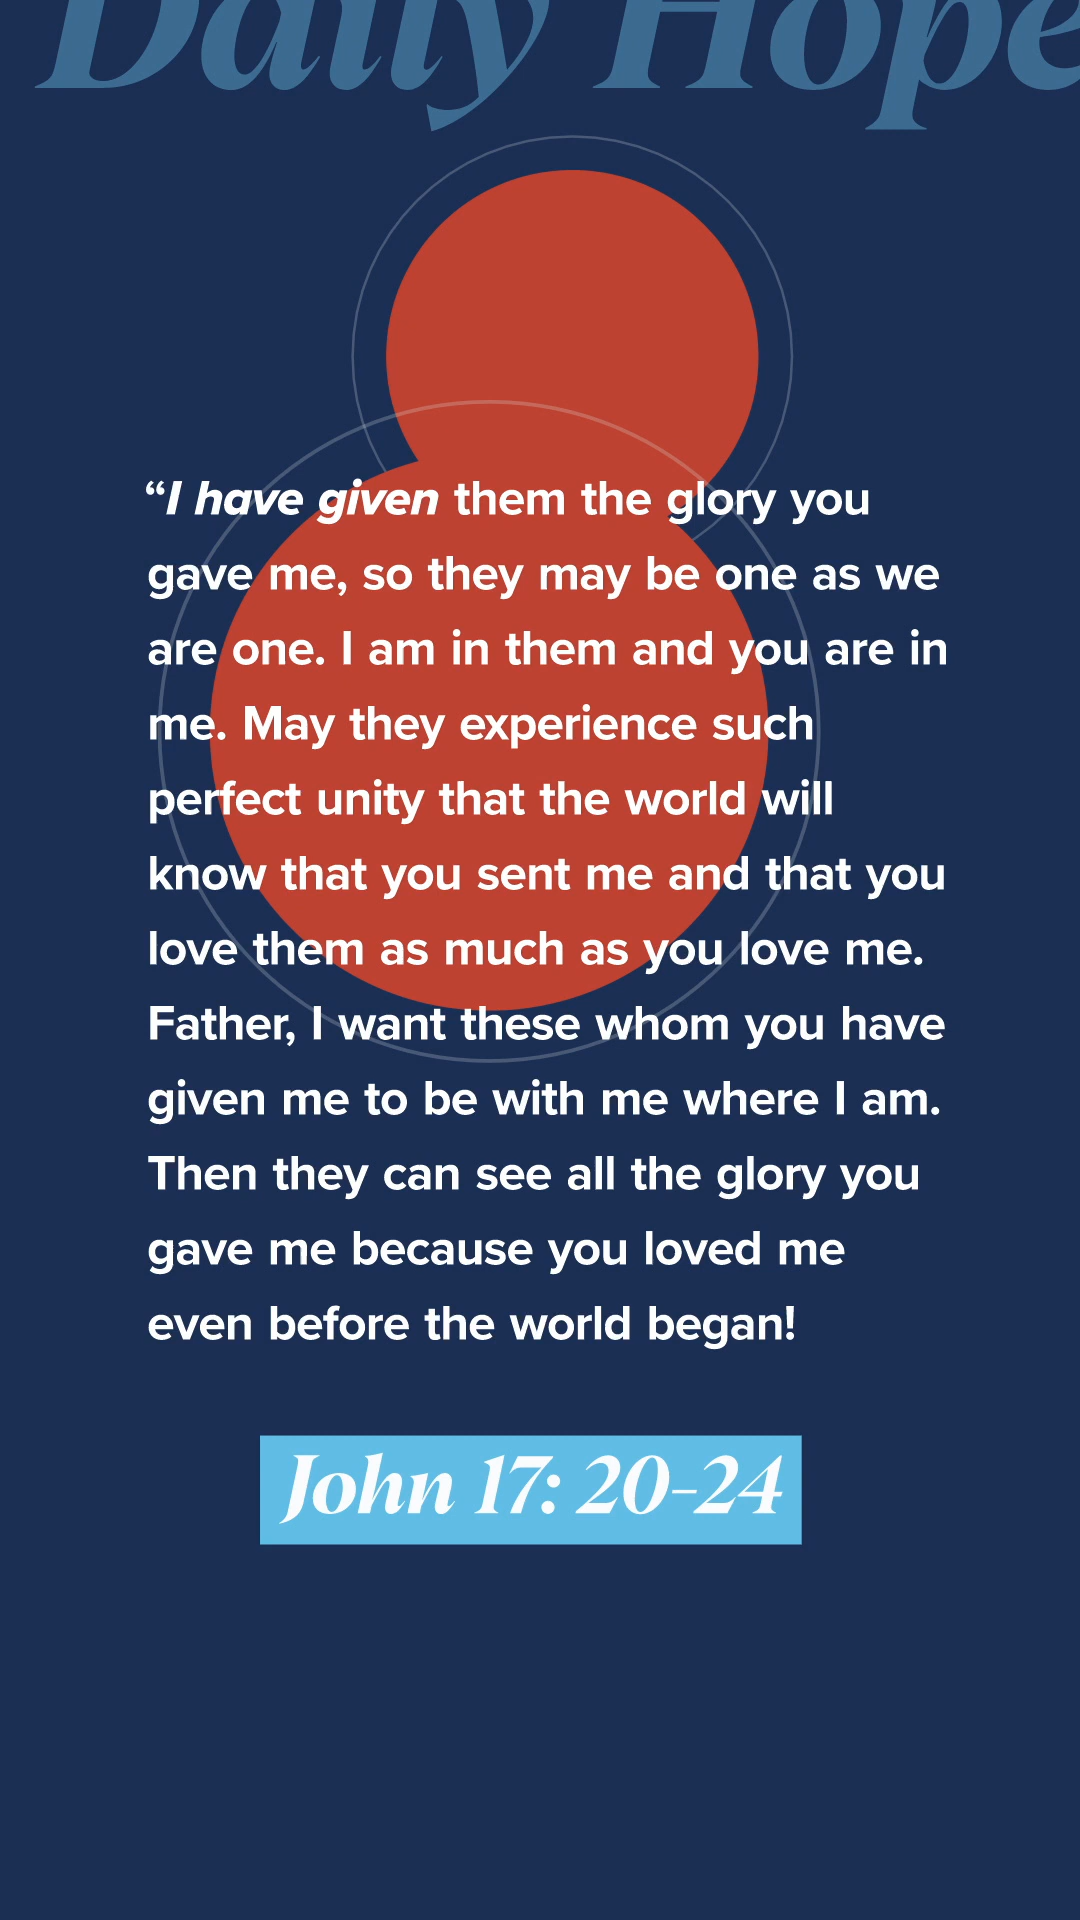 Daily Hope
“I have given them the glory you
gave me, so they may be one as we
are one. I am in them and you are in
me. May they experience such
perfect unity that the world will
know that you sent me and that you
love them as much as you love me.
Father, I want these whom you have
given me to be with me where I am.
Then they can see all the glory you
gave me because you loved me
even before the world began!
John 17: 20-24